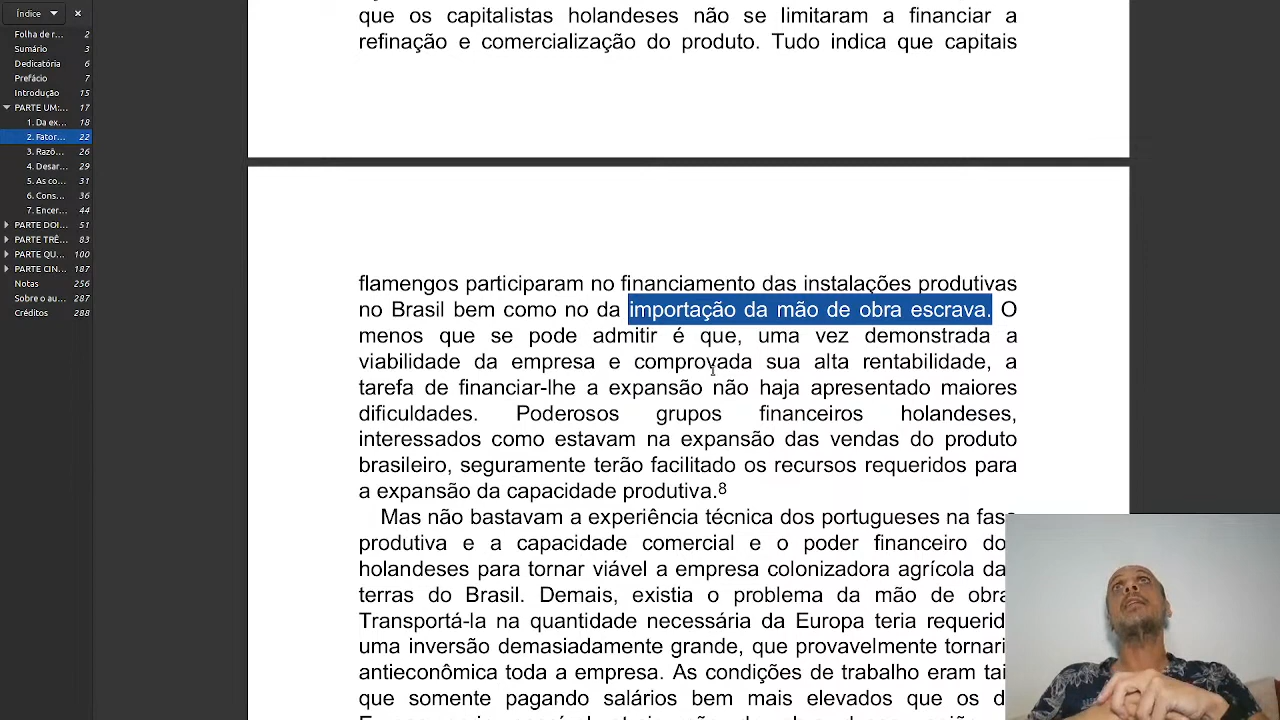 Índice
Folha de r... 2
Sumário 3
Dedicatória 6
Prefácio 7
Introdução 15
PARTE UM:... 17
1. Da ex... 18
2. Fator... 22
3. Razõ... 26
4. Desar... 29
5. As co... 31
6. Cons... 36
7. Encer... 44
PARTE DOI... 51
PARTE TRÊ... 83
PARTE QU... 100
PARTE CIN... 187
Notas 256
Sobre o au... 287
Créditos 288
que os capitalistas holandeses não se limitaram a financiar a
refinação e comercialização do produto. Tudo indica que capitais
flamengos participaram no financiamento das instalações produtivas
no Brasil bem como no da importação da mão de obra escrava. O
menos que se pode admitir é que, uma vez demonstrada a
viabilidade da empresa e comprovada sua alta rentabilidade, a
tarefa de financiar-lhe a expansão não haja apresentado maiores
dificuldades. Poderosos grupos financeiros holandeses,
interessados como estavam na expansão das vendas do produto
brasileiro, seguramente terão facilitado os recursos requeridos para
a expansão da capacidade produtiva.8
Mas não bastavam a experiência técnica dos portugueses na fase
produtiva e a capacidade comercial e o poder financeiro do
holandeses para tornar viável a empresa colonizadora agrícola da
terras do Brasil. Demais, existia o problema da mão de obra
Transportá-la na quantidade necessária da Europa teria requerid
uma inversão demasiadamente grande, que provavelmente tornari
antieconômica toda a empresa. As condições de trabalho eram tai
que somente pagando salários bem mais elevados que os d